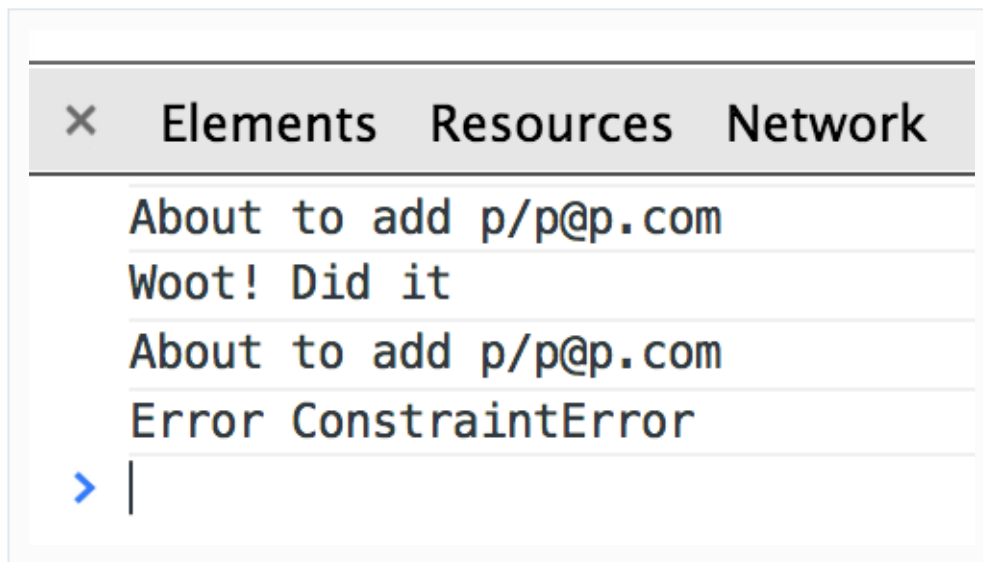 × Elements Resources Network
About to add p/p@p.com
Woot! Did it
About to add p/p@p.com
Error ConstraintError
>